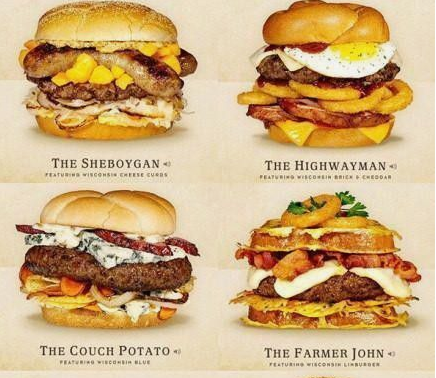 THE SHEBOYGAN
FEATURING WISCONSIN CHEESE CURDS
THE HIGHWAYMAN
FEATURING WISCONSIN BRICK & CHEDDAR
THE COUCH POTATO
FEATURING WISCONSIN BLUE
THE FARMER JOHN
FEATURING WISCONSIN LIMBURGER